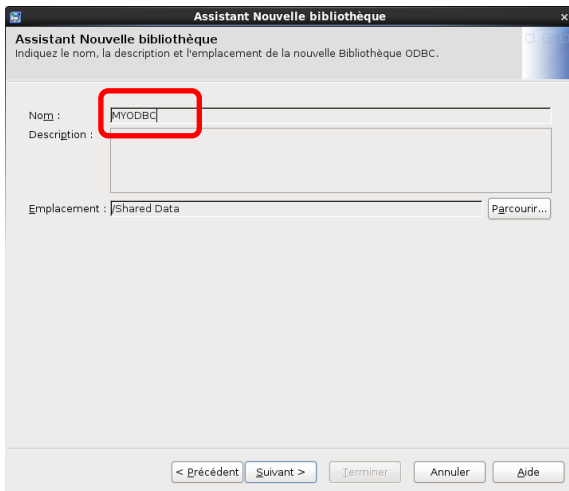 Assistant Nouvelle bibliothèque
Assistant Nouvelle bibliothèque
Indiquez le nom, la description et l'emplacement de la nouvelle Bibliothèque ODBC.
Nom : MYODBC
Description :
Emplacement : /Shared Data Parcourir...
< Précédent Suivant > Terminer Annuler Aide